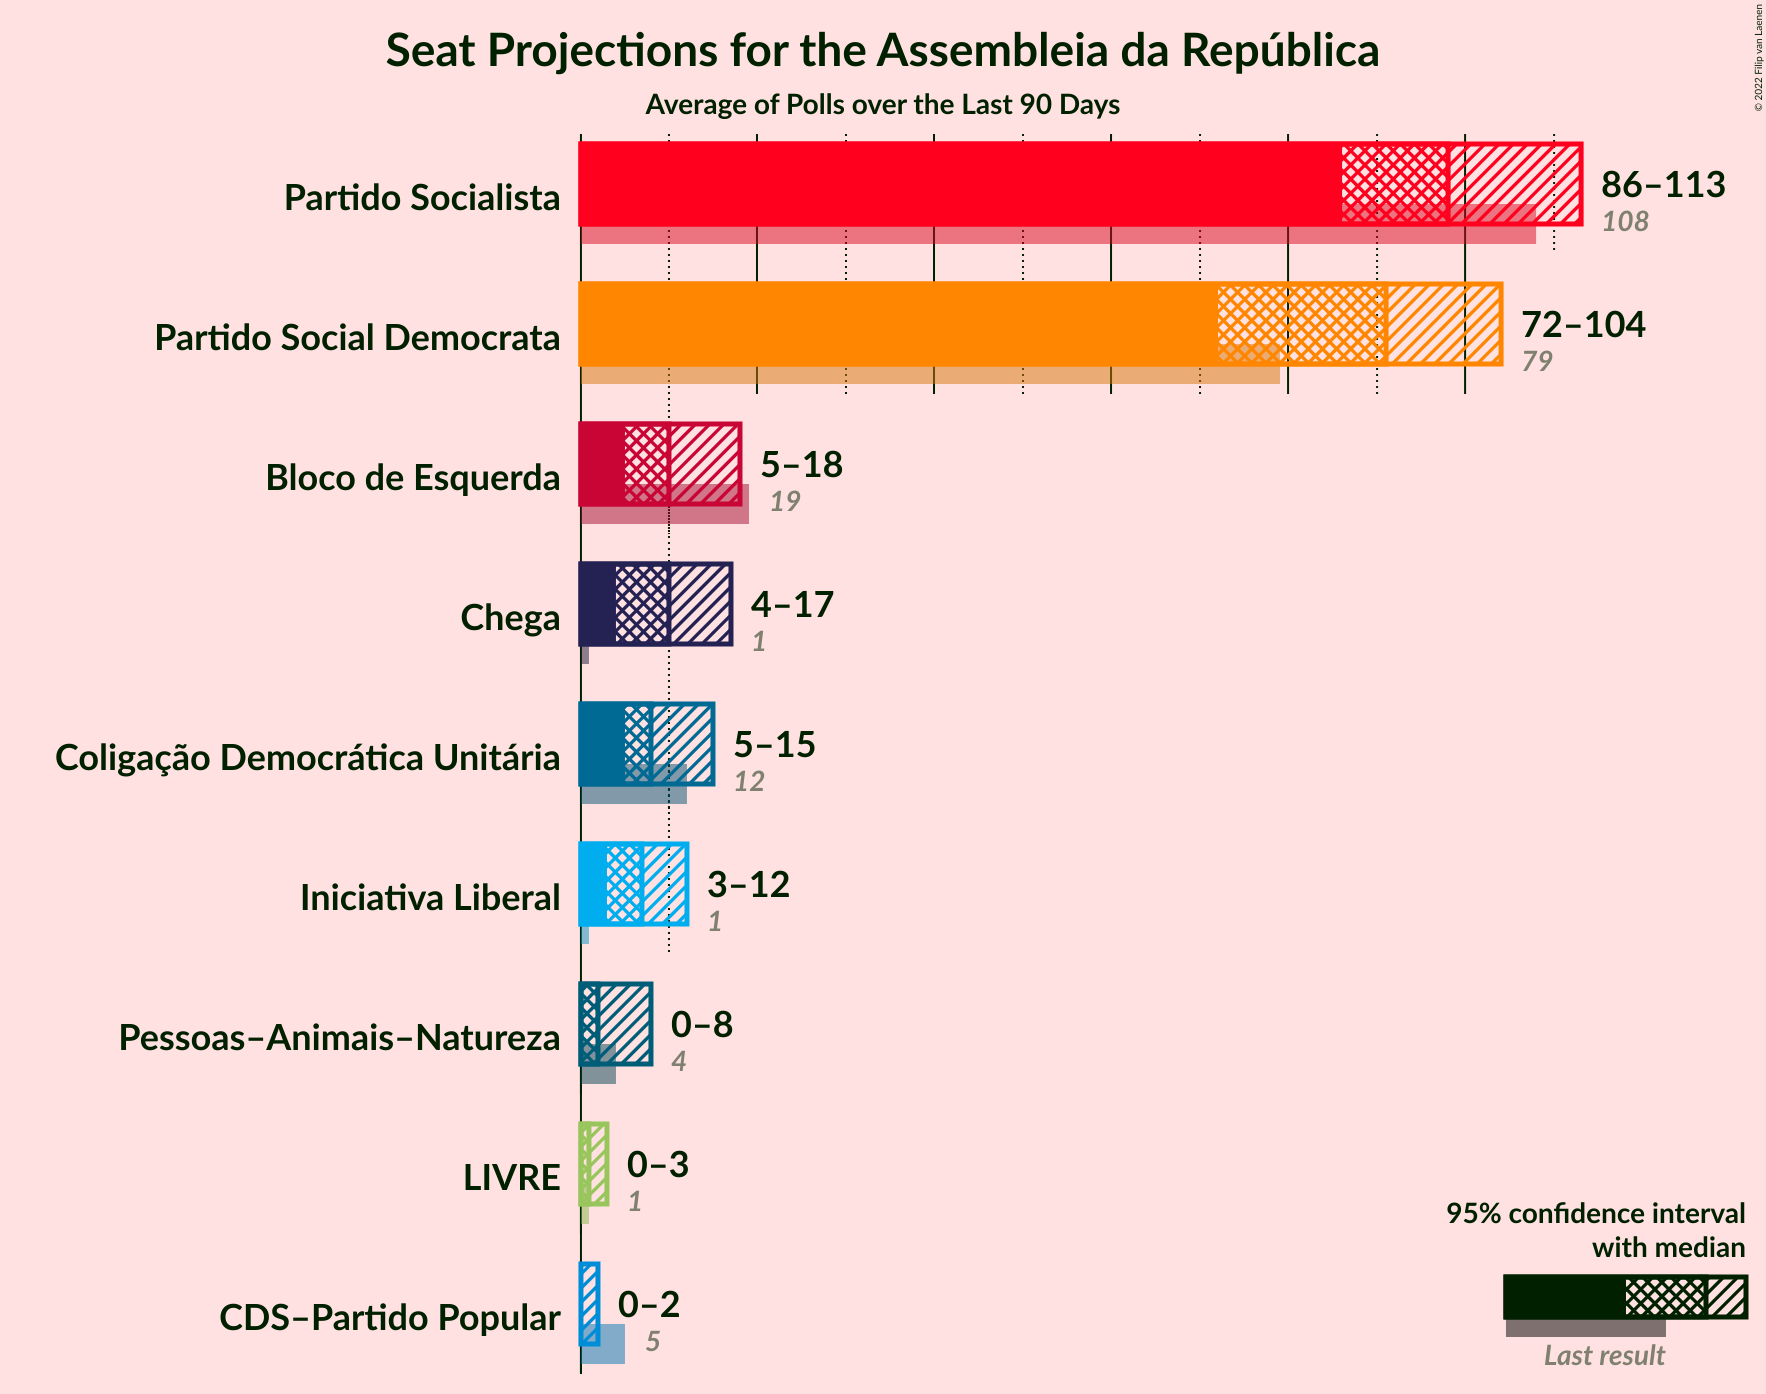 Seat Projections for the Assembleia da República
Average of Polls over the Last 90 Days
© 2022 Filip van Laenen
Partido Socialista
86–113
108
Partido Social Democrata
72–104
79
Bloco de Esquerda
5–18
19
Chega
4–17
1
Coligação Democrática Unitária
5–15
12
Iniciativa Liberal
3–12
1
Pessoas–Animais–Natureza
0–8
4
LIVRE
0–3
1
CDS–Partido Popular
0–2
5
95% confidence interval
with median
Last result